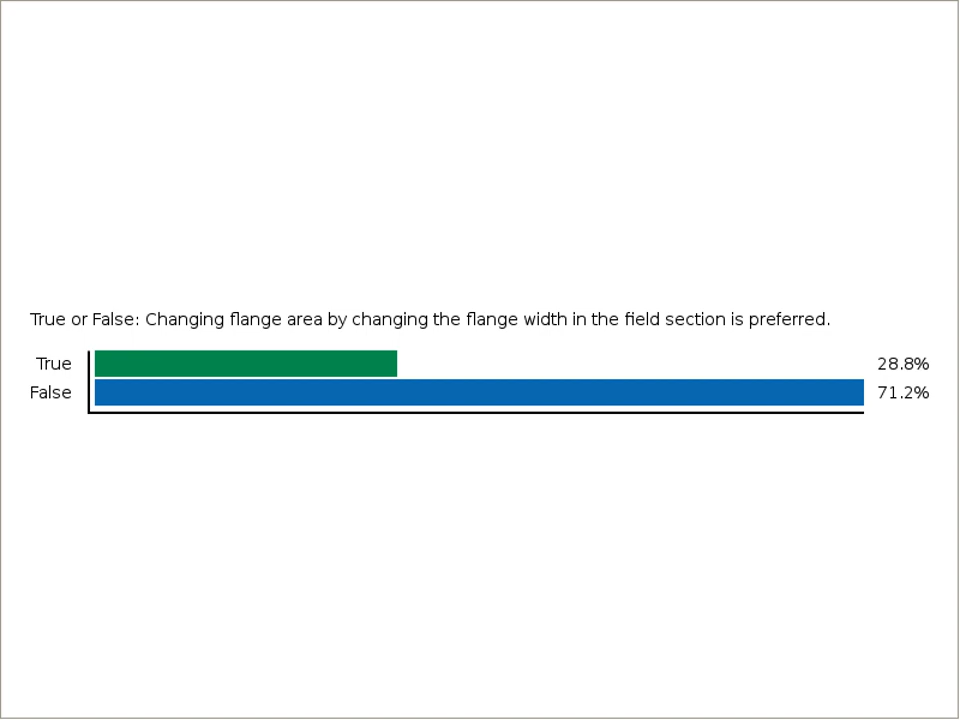 True or False: Changing flange area by changing the flange width in the field section is preferred.
True 28.8%
False 71.2%